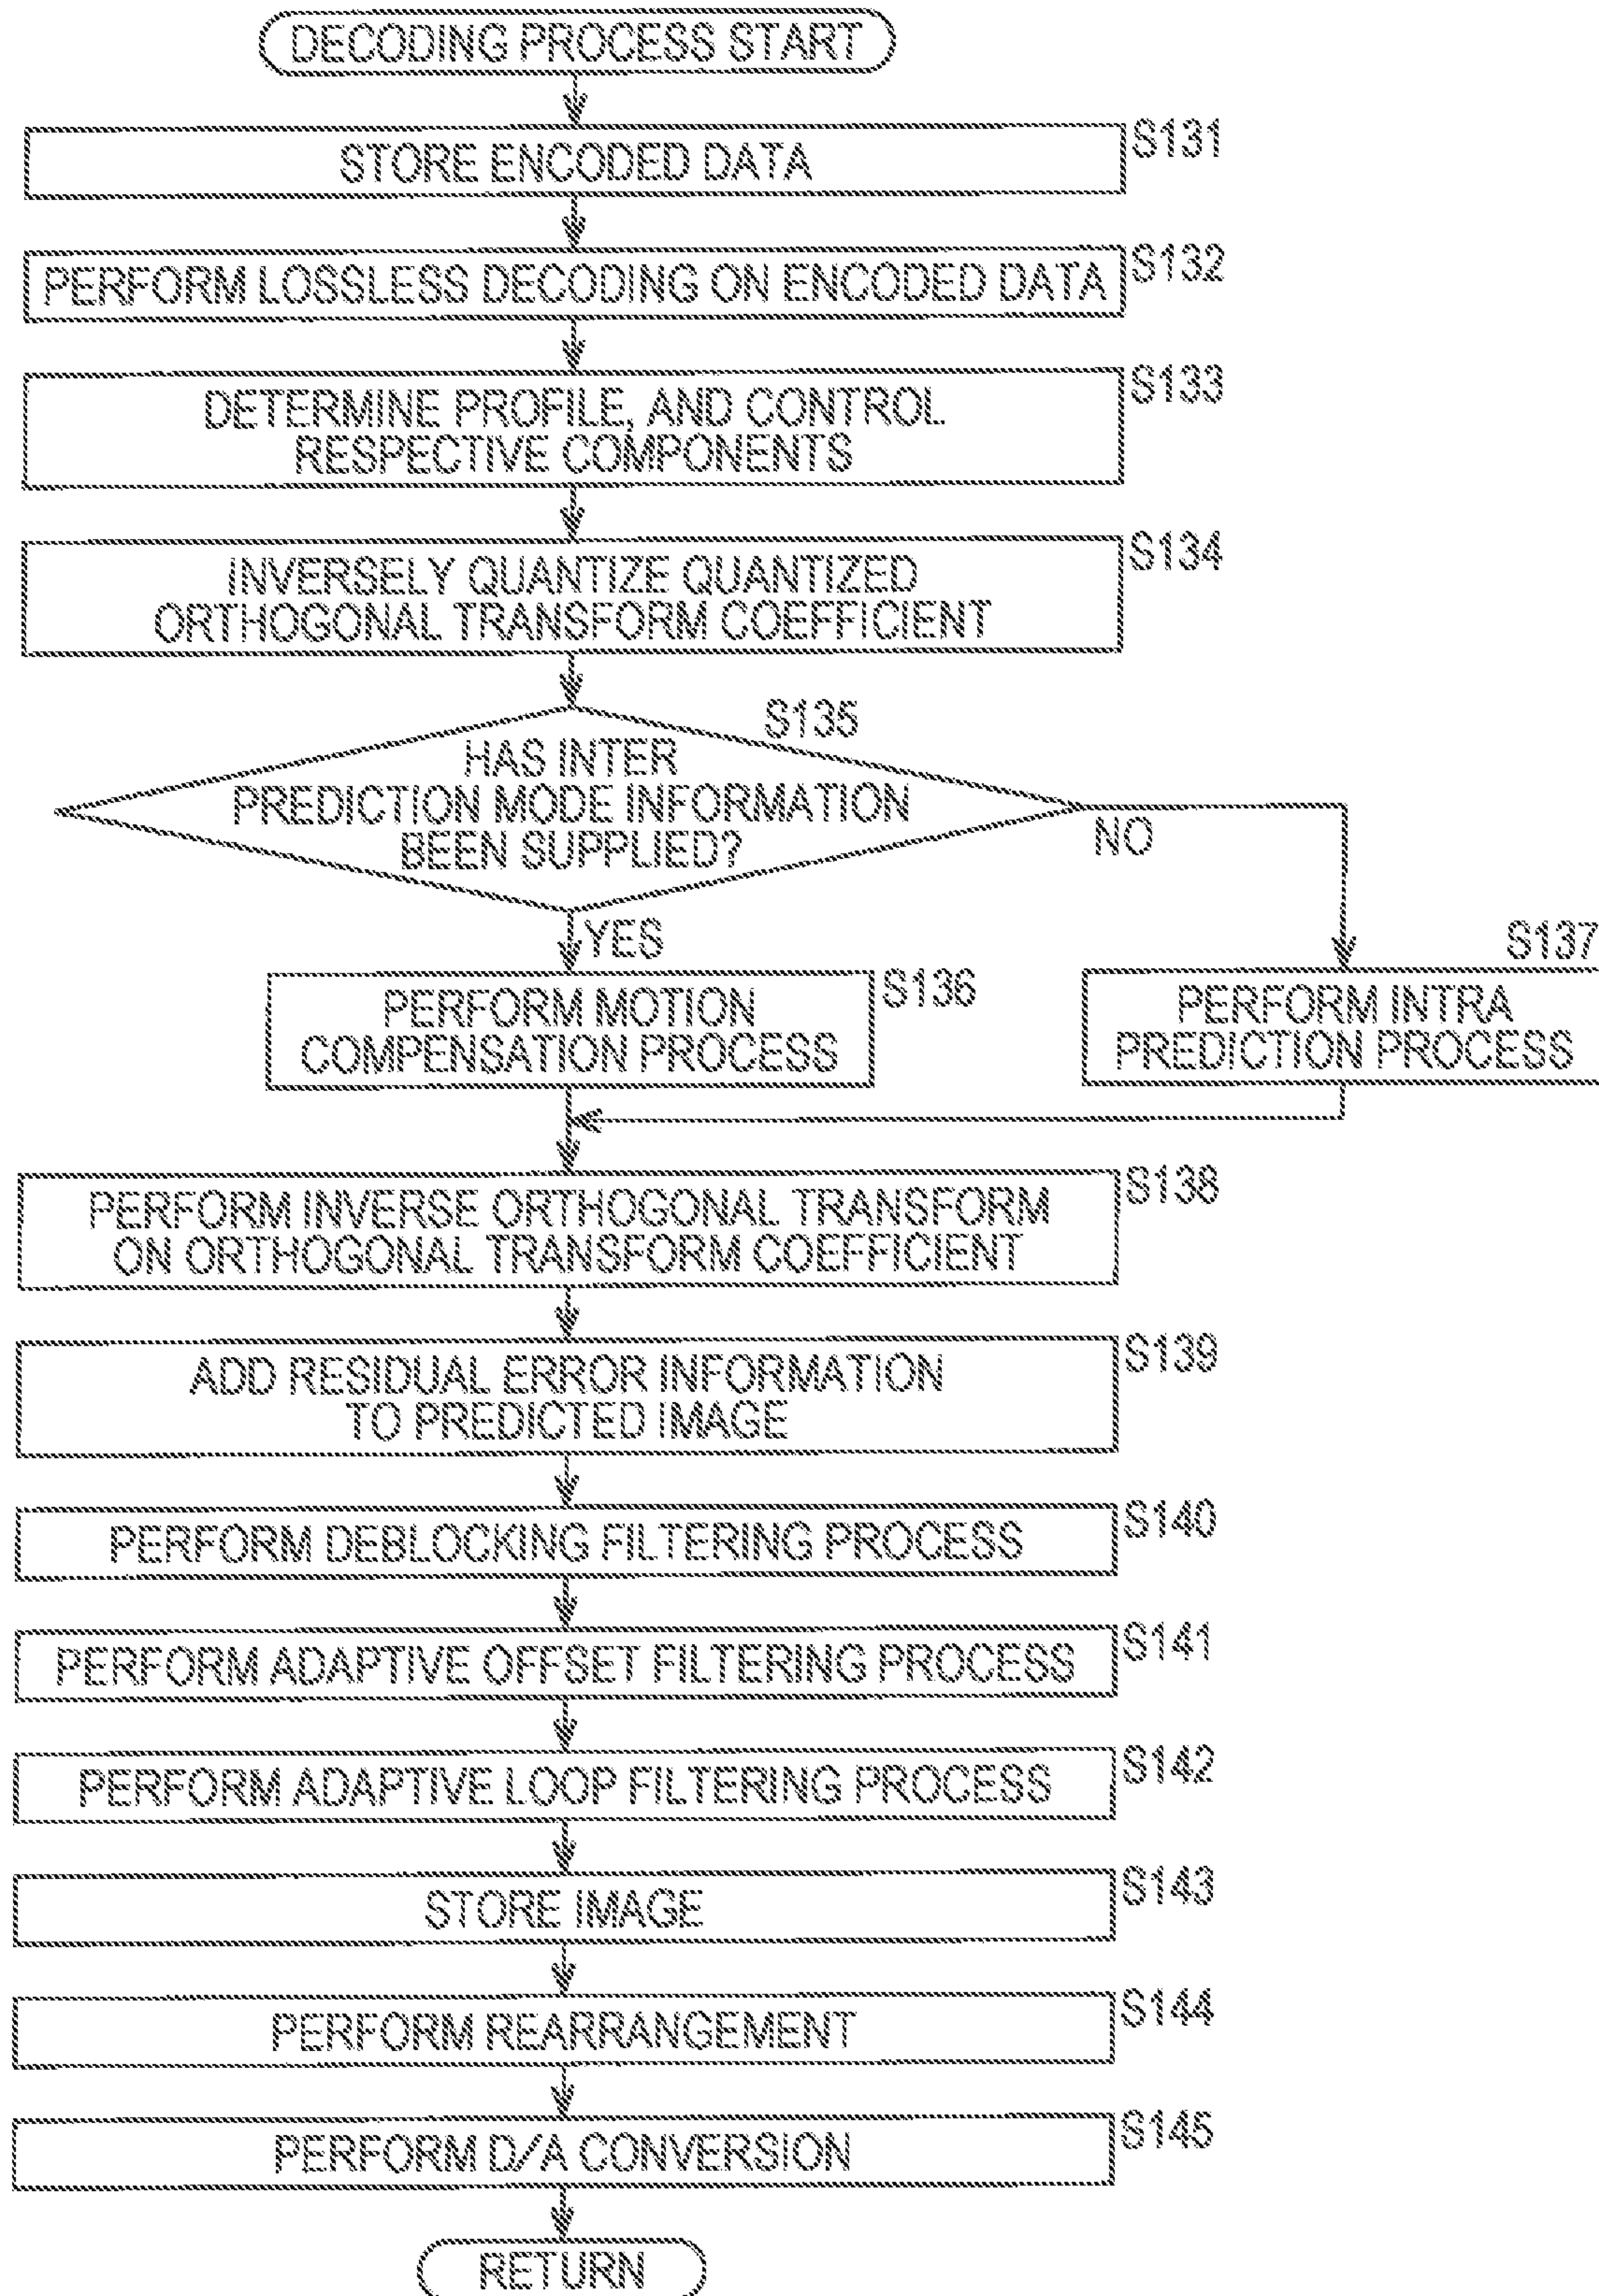 DECODING PROCESS START
S131
STORE ENCODED DATA
S132
PERFORM LOSSLESS DECODING ON ENCODED DATA
S133
DETERMINE PROFILE, AND CONTROL
RESPECTIVE COMPONENTS
S134
INVERSELY QUANTIZE QUANTIZED
ORTHOGONAL TRANSFORM COEFFICIENT
S135
HAS INTER
PREDICTION MODE INFORMATION
BEEN SUPPLIED?
NO
YES
S136
PERFORM MOTION
COMPENSATION PROCESS
S137
PERFORM INTRA
PREDICTION PROCESS
S138
PERFORM INVERSE ORTHOGONAL TRANSFORM
ON ORTHOGONAL TRANSFORM COEFFICIENT
S139
ADD RESIDUAL ERROR INFORMATION
TO PREDICTED IMAGE
S140
PERFORM DEBLOCKING FILTERING PROCESS
S141
PERFORM ADAPTIVE OFFSET FILTERING PROCESS
S142
PERFORM ADAPTIVE LOOP FILTERING PROCESS
S143
STORE IMAGE
S144
PERFORM REARRANGEMENT
S145
PERFORM D/A CONVERSION
RETURN